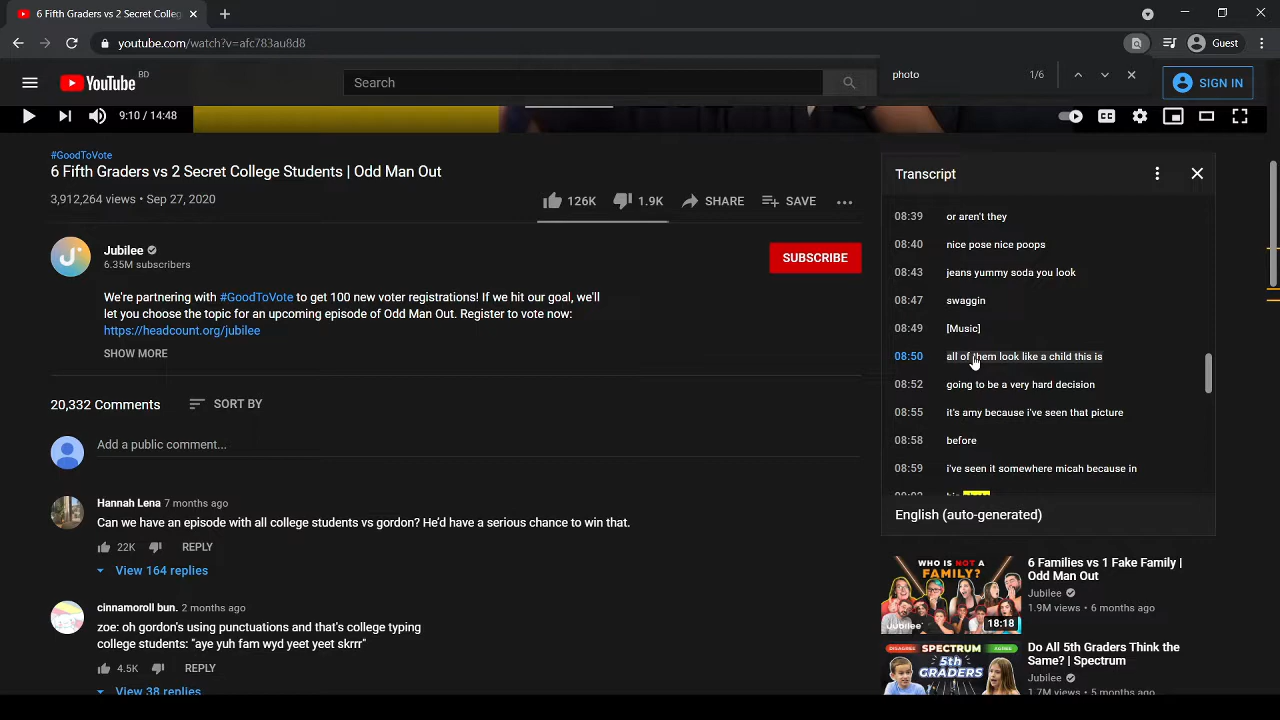 6 Fifth Graders vs 2 Secret Colleg
youtube.com/watch?v=afc783au8d8
Guest
photo
1/6
YouTube
BD
Search
SIGN IN
9:10 / 14:48
CC
#GoodToVote
6 Fifth Graders vs 2 Secret College Students | Odd Man Out
3,912,264 views • Sep 27, 2020
126K
1.9K
SHARE
SAVE
Jubilee
6.35M subscribers
SUBSCRIBE
We're partnering with #GoodToVote to get 100 new voter registrations! If we hit our goal, we'll
let you choose the topic for an upcoming episode of Odd Man Out. Register to vote now:
https://headcount.org/jubilee
SHOW MORE
20,332 Comments
SORT BY
Add a public comment...
Hannah Lena 7 months ago
Can we have an episode with all college students vs gordon? He'd have a serious chance to win that.
22K
REPLY
View 164 replies
cinnamoroll bun. 2 months ago
zoe: oh gordon's using punctuations and that's college typing
college students: "aye yuh fam wyd yeet yeet skrrr"
4.5K
REPLY
View 38 replies
Transcript
08:39 or aren't they
08:40 nice pose nice poops
08:43 jeans yummy soda you look
08:47 swaggin
08:49 [Music]
08:50 all of them look like a child this is
08:52 going to be a very hard decision
08:55 it's amy because i've seen that picture
08:58 before
08:59 i've seen it somewhere micah because in
English (auto-generated)
WHO IS NOT A
FAMILY?
Jubilee
18:18
6 Families vs 1 Fake Family |
Odd Man Out
Jubilee
1.9M views • 6 months ago
DISAGREE SPECTRUM AGREE
5th
GRADERS
Do All 5th Graders Think the
Same? | Spectrum
Jubilee
1.7M views • 5 months ago